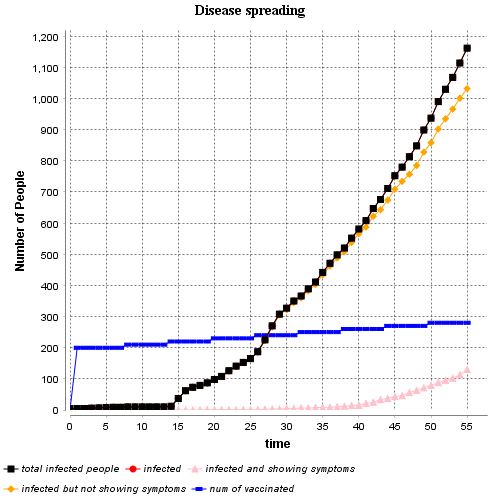 Disease spreading
1,200
1,100
1,000
900
800
700
600
500
400
300
200
100
0
Number of People
0 5 10 15 20 25 30 35 40 45 50 55
time
total infected people infected infected and showing symptoms
infected but not showing symptoms num of vaccinated